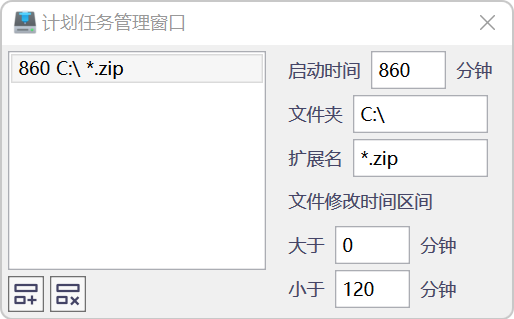 计划任务管理窗口
860 C:\ *.zip
启动时间 860 分钟
文件夹 C:\
扩展名 *.zip
文件修改时间区间
大于 0 分钟
小于 120 分钟